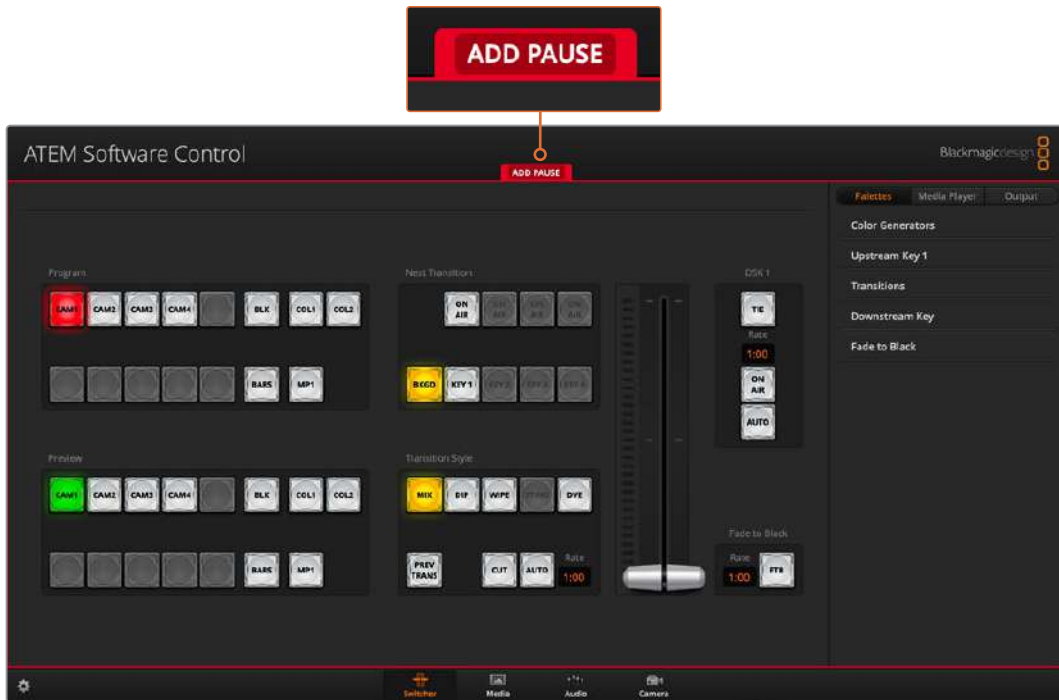 ADD PAUSE
ATEM Software Control
Blackmagicdesign
ADD PAUSE
Palettes Media Player Output
Color Generators
Upstream Key 1
Transitions
Downstream Key
Fade to Black
Program
CAM1 CAM2 CAM3 CAM4 BLK COL1 COL2
BARS MP1
Next Transition
ON AIR
BKGD KEY 1
DSK 1
TIE
Rate
1:00
ON AIR
AUTO
Preview
CAM1 CAM2 CAM3 CAM4 BLK COL1 COL2
BARS MP1
Transition Style
MIX DIP WIPE DVE
PREV TRANS CUT AUTO Rate 1:00
Fade to Black
Rate
1:00 FTB
Switcher Media Audio Camera